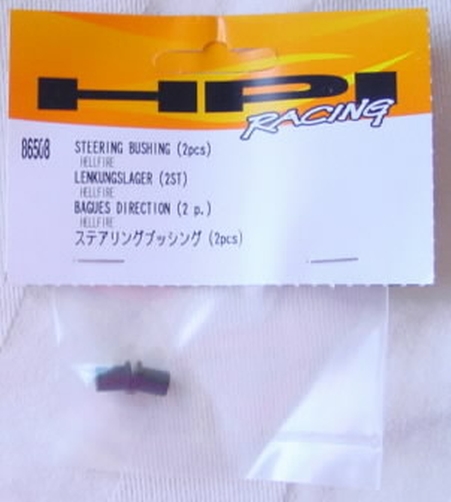 HPI
RACING
86508
STEERING BUSHING (2pcs)
HELLFIRE
LENKUNGSLAGER (2ST)
HELLFIRE
BAGUES DIRECTION (2 p.)
HELLFIRE
ステアリングブッシング (2pcs)